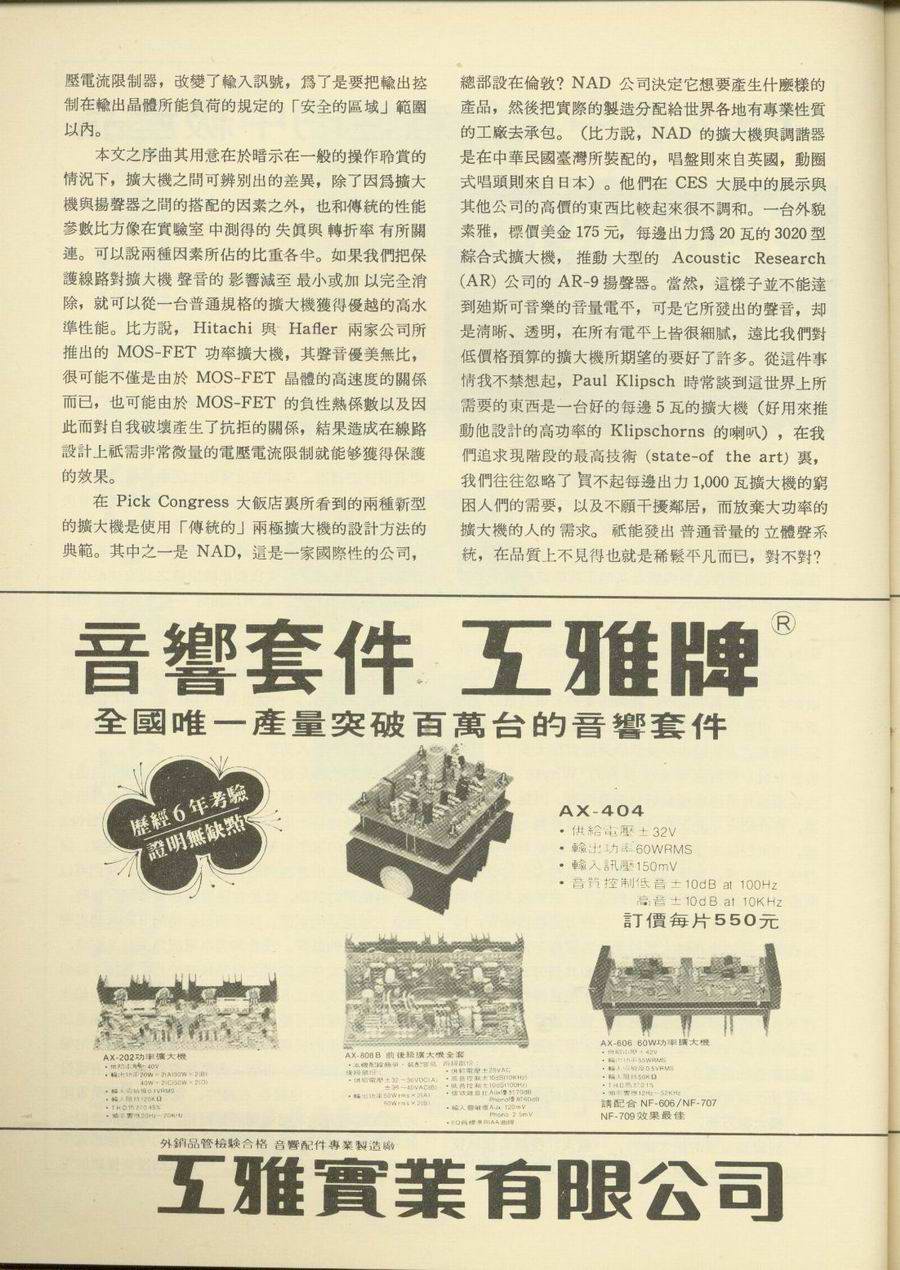 壓電流限制器，改變了輸入訊號，爲了是要把輸出控
制在輸出晶體所能負荷的規定的「安全的區域」範圍
以內。
本文之序曲其用意在於暗示在一般的操作聆賞的
情況下，擴大機之間可辨別出的差異，除了因爲擴大
機與揚聲器之間的搭配的因素之外，也和傳統的性能
參數比方像在實驗室中測得的失眞與轉折率有所關
連。可以說兩種因素所佔的比重各半。如果我們把保
護線路對擴大機聲音的影響減至最小或加以完全消
除，就可以從一台普通規格的擴大機獲得優越的高水
準性能。比方說，Hitachi 與 Hafler 兩家公司所
推出的 MOS-FET 功率擴大機，其聲音優美無比，
很可能不僅是由於 MOS-FET 晶體的高速度的關係
而已，也可能由於 MOS-FET 的負性熱係數以及因
此而對自我破壞產生了抗拒的關係，結果造成在線路
設計上祇需非常微量的電壓電流限制就能够獲得保護
的效果。
在 Pick Congress 大飯店裏所看到的兩種新型
的擴大機是使用「傳統的」兩極擴大機的設計方法的
典範。其中之一是 NAD，這是一家國際性的公司，
總部設在倫敦？NAD 公司決定它想要產生什麼樣的
產品，然後把實際的製造分配給世界各地有專業性質
的工廠去承包。（比方說，NAD 的擴大機與調諧器
是在中華民國臺灣所裝配的，唱盤則來自英國，動圈
式唱頭則來自日本）。他們在 CES 大展中的展示與
其他公司的高價的東西比較起來很不調和。一台外貌
素雅，標價美金 175 元，每邊出力爲 20 瓦的 3020 型
綜合式擴大機，推動大型的 Acoustic Research
(AR) 公司的 AR-9 揚聲器。當然，這樣子並不能達
到廸斯可音樂的音量電平，可是它所發出的聲音，却
是清晰、透明，在所有電平上皆很細膩，遠比我們對
低價格預算的擴大機所期望的要好了許多。從這件事
情我不禁想起，Paul Klipsch 時常談到這世界上所
需要的東西是一台好的每邊 5 瓦的擴大機（好用來推
動他設計的高功率的 Klipschorns 的喇叭），在我
們追求現階段的最高技術 (state-of the art) 裏，
我們往往忽略了買不起每邊出力 1,000 瓦擴大機的窮
困人們的需要，以及不願干擾鄰居，而放棄大功率的
擴大機的人的需求。祇能發出普通音量的立體聲系
統，在品質上不見得也就是稀鬆平凡而已，對不對？
音響套件 工雅牌®
全國唯一產量突破百萬台的音響套件
歷經6年考驗
證明無缺點
AX-404
• 供給電壓±32V
• 輸出功率60WRMS
• 輸入訊壓150mV
• 音質控制低音±10dB at 100Hz
高音±10dB at 10KHz
訂價每片550元
AX-202功率擴大機
AX-808B 前後級擴大機全套
AX-606 60W功率擴大機
請配合 NF-606/NF-707
NF-709效果最佳
外銷品管檢驗合格 音響配件專業製造廠
工雅實業有限公司